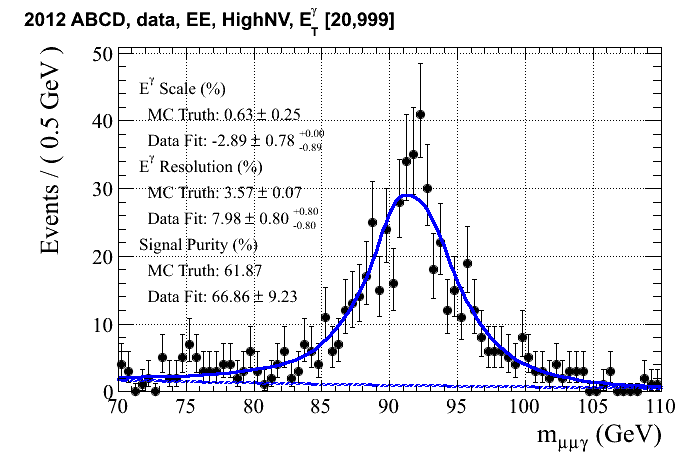 2012 ABCD, data, EE, HighNV, E_T^γ [20,999]
Events / ( 0.5 GeV )
50
40
30
20
10
0
E^γ Scale (%)
MC Truth: 0.63 ± 0.25
Data Fit: -2.89 ± 0.78 +0.00 -0.89
E^γ Resolution (%)
MC Truth: 3.57 ± 0.07
Data Fit: 7.98 ± 0.80 +0.80 -0.80
Signal Purity (%)
MC Truth: 61.87
Data Fit: 66.86 ± 9.23
70 75 80 85 90 95 100 105 110
m_μμγ (GeV)